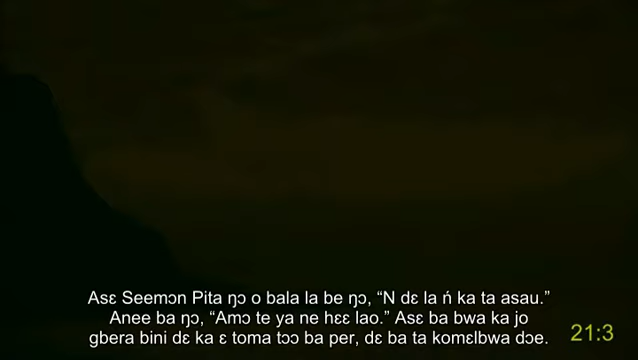 Asɛ Seemɔn Pita ŋɔ o bala la be ŋɔ, “N dɛ la ń ka ta asau.”
Anee ba ŋɔ, “Amɔ te ya ne hɛɛ lao.” Asɛ ba bwa ka jo
gbera bini dɛ ka ɛ toma tɔɔ ba per, dɛ ba ta komɛlbwa dɔe.
21:3